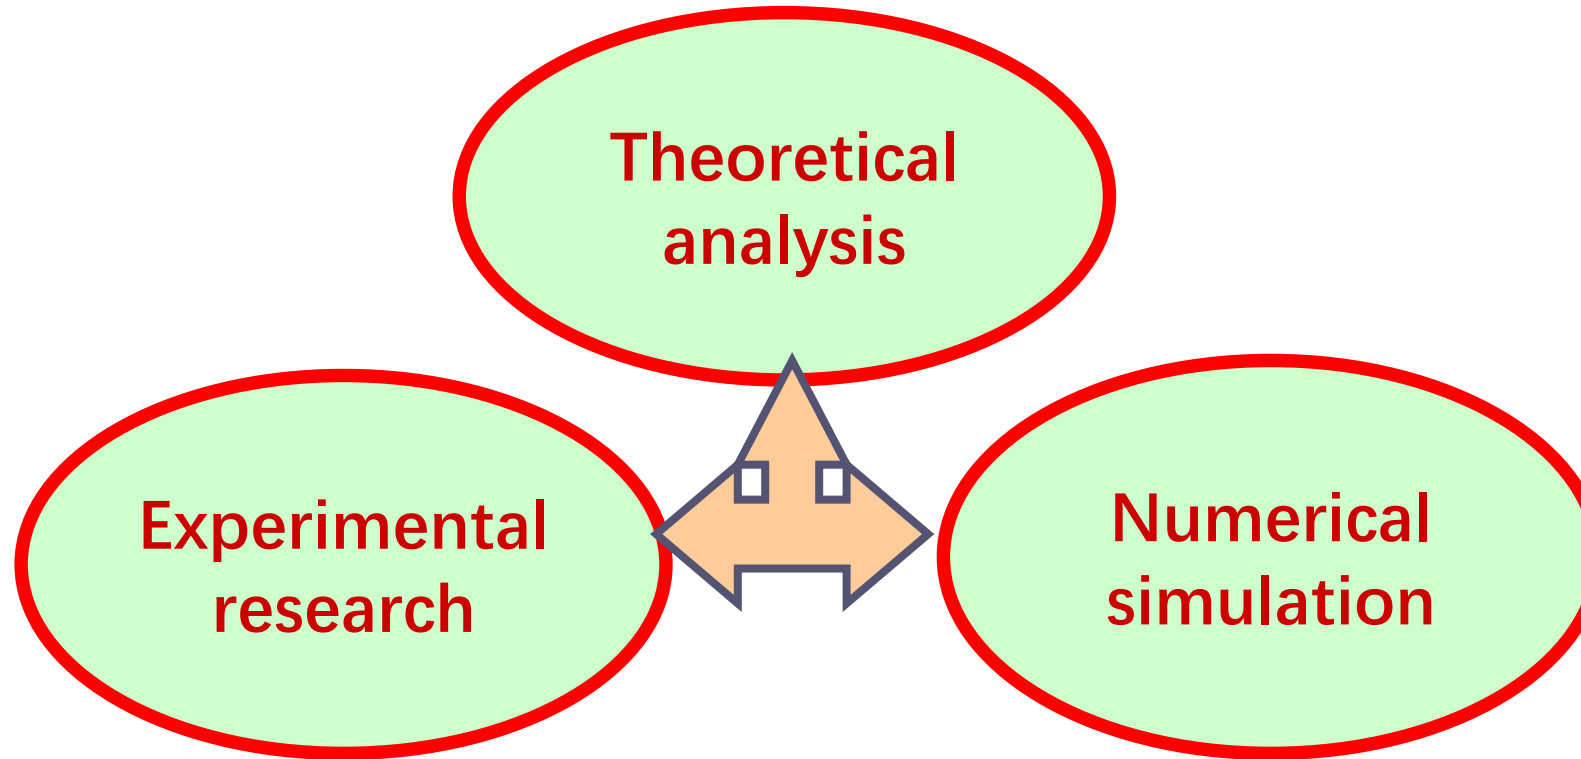 Theoretical
analysis
Experimental
research
Numerical
simulation